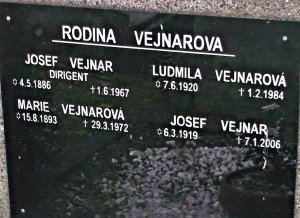 RODINA VEJNAROVA
JOSEF VEJNAR
DIRIGENT
✡4.5.1886 †1.6.1967
LUDMILA VEJNAROVÁ
✡7.6.1920 †1.2.1984
MARIE VEJNAROVÁ
✡15.8.1893 †29.3.1972
JOSEF VEJNAR
✡6.3.1919 †7.1.2006